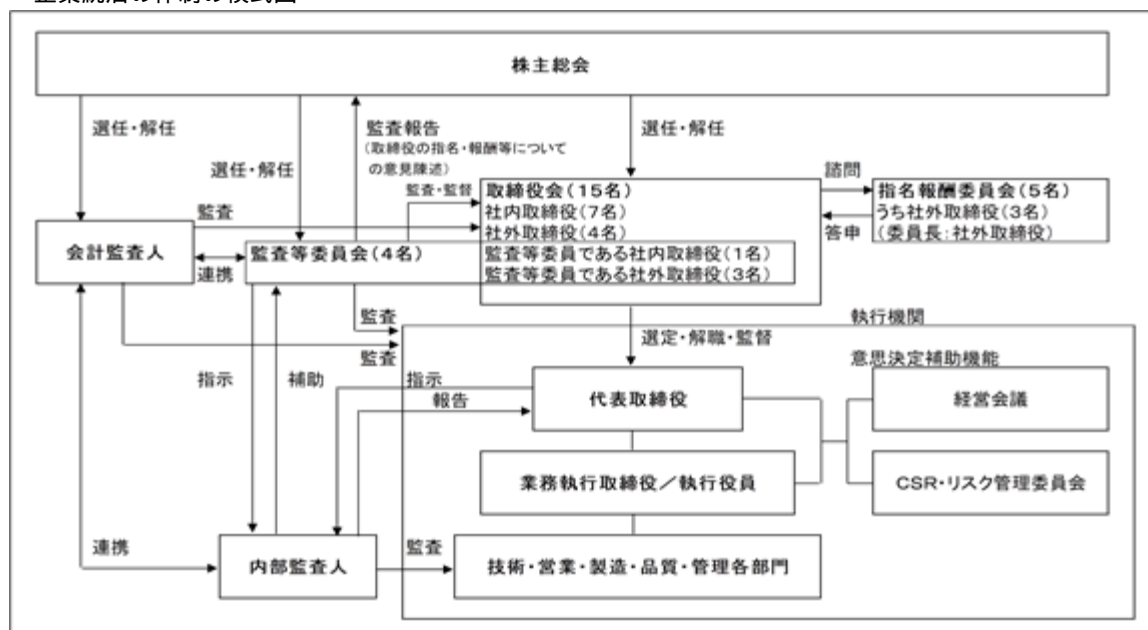 株主総会
選任・解任
選任・解任
監査報告
(取締役の指名・報酬等について
の意見陳述)
選任・解任
監査・監督
監査
取締役会(15名)
社内取締役(7名)
社外取締役(4名)
諮問
答申
指名報酬委員会(5名)
うち社外取締役(3名)
(委員長:社外取締役)
会計監査人
連携
監査等委員会(4名)
監査等委員である社内取締役(1名)
監査等委員である社外取締役(3名)
監査
監査
選定・解職・監督
執行機関
意思決定補助機能
指示
補助
指示
報告
代表取締役
経営会議
業務執行取締役/執行役員
CSR・リスク管理委員会
連携
内部監査人
監査
技術・営業・製造・品質・管理各部門